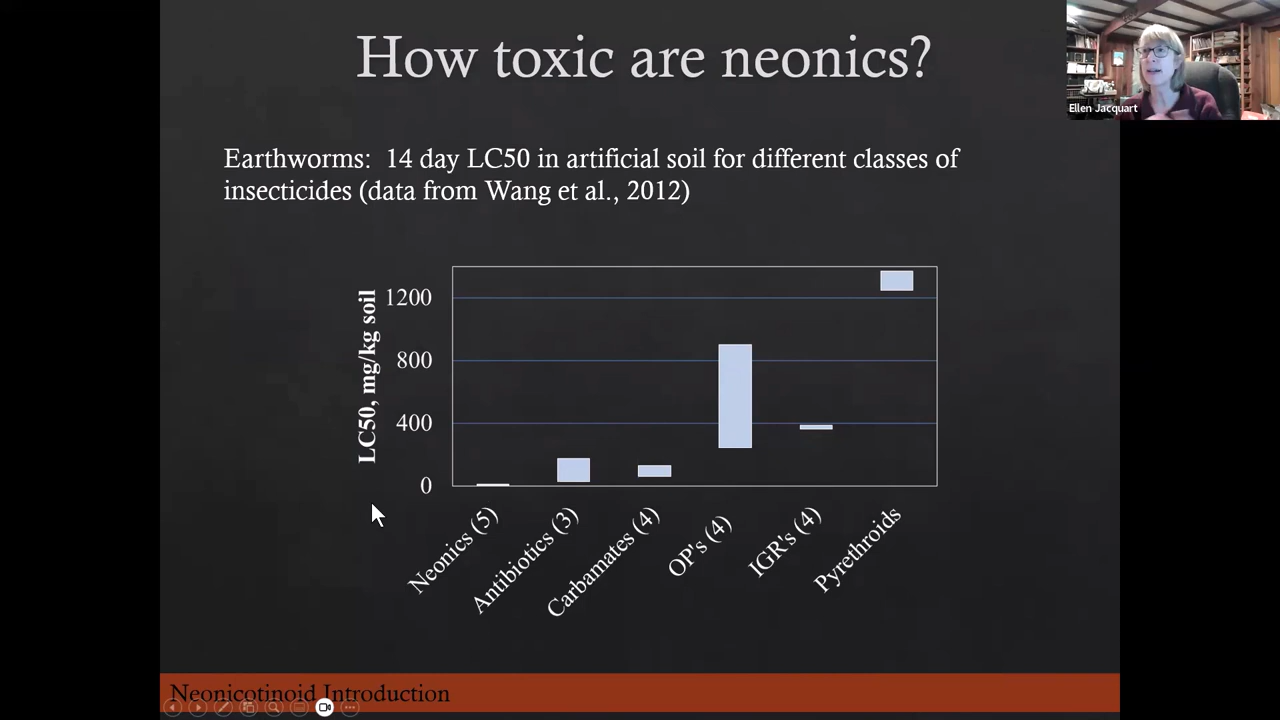 How toxic are neonics?
Ellen Jacquart
Earthworms: 14 day LC50 in artificial soil for different classes of
insecticides (data from Wang et al., 2012)
LC50, mg/kg soil
1200
800
400
0
Neonics (5)
Antibiotics (3)
Carbamates (4)
OP's (4)
IGR's (4)
Pyrethroids
Neonicotinoid Introduction